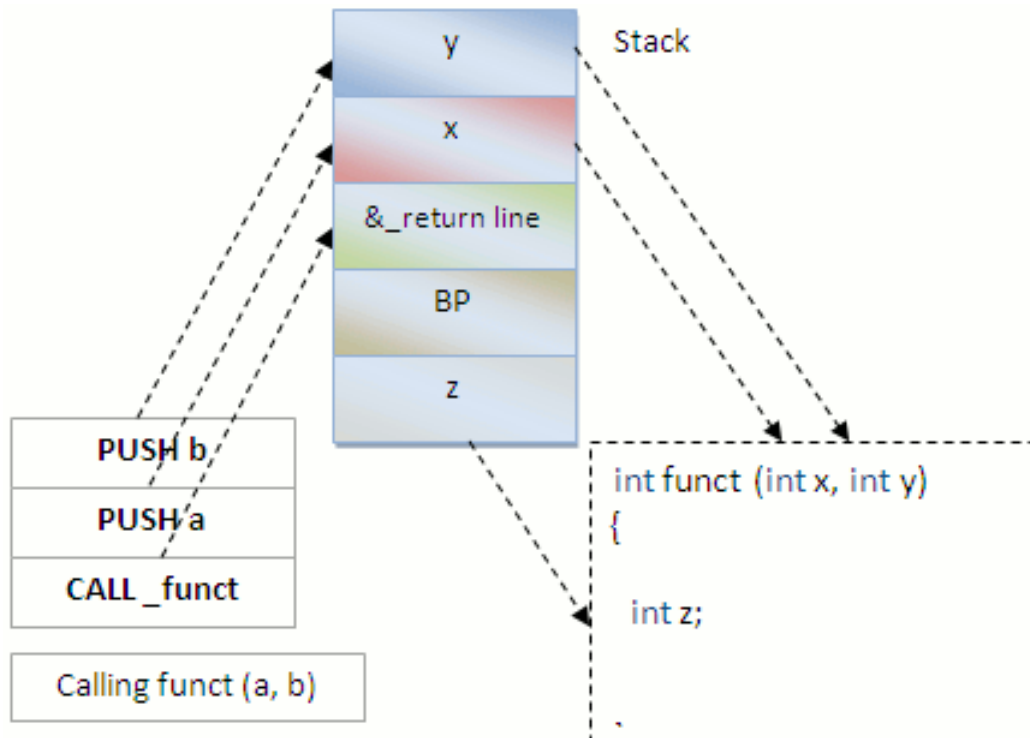 y
Stack
x
&_return line
BP
z
PUSH b
PUSH a
CALL _funct
Calling funct (a, b)
int funct (int x, int y)
{
int z;